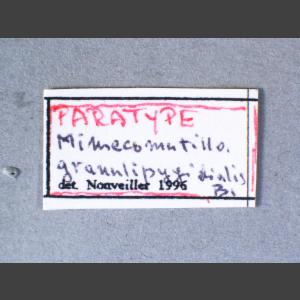 PARATYPE
Mimecomutilla
granulipygidialis
det. Nonveiller 1996 B.